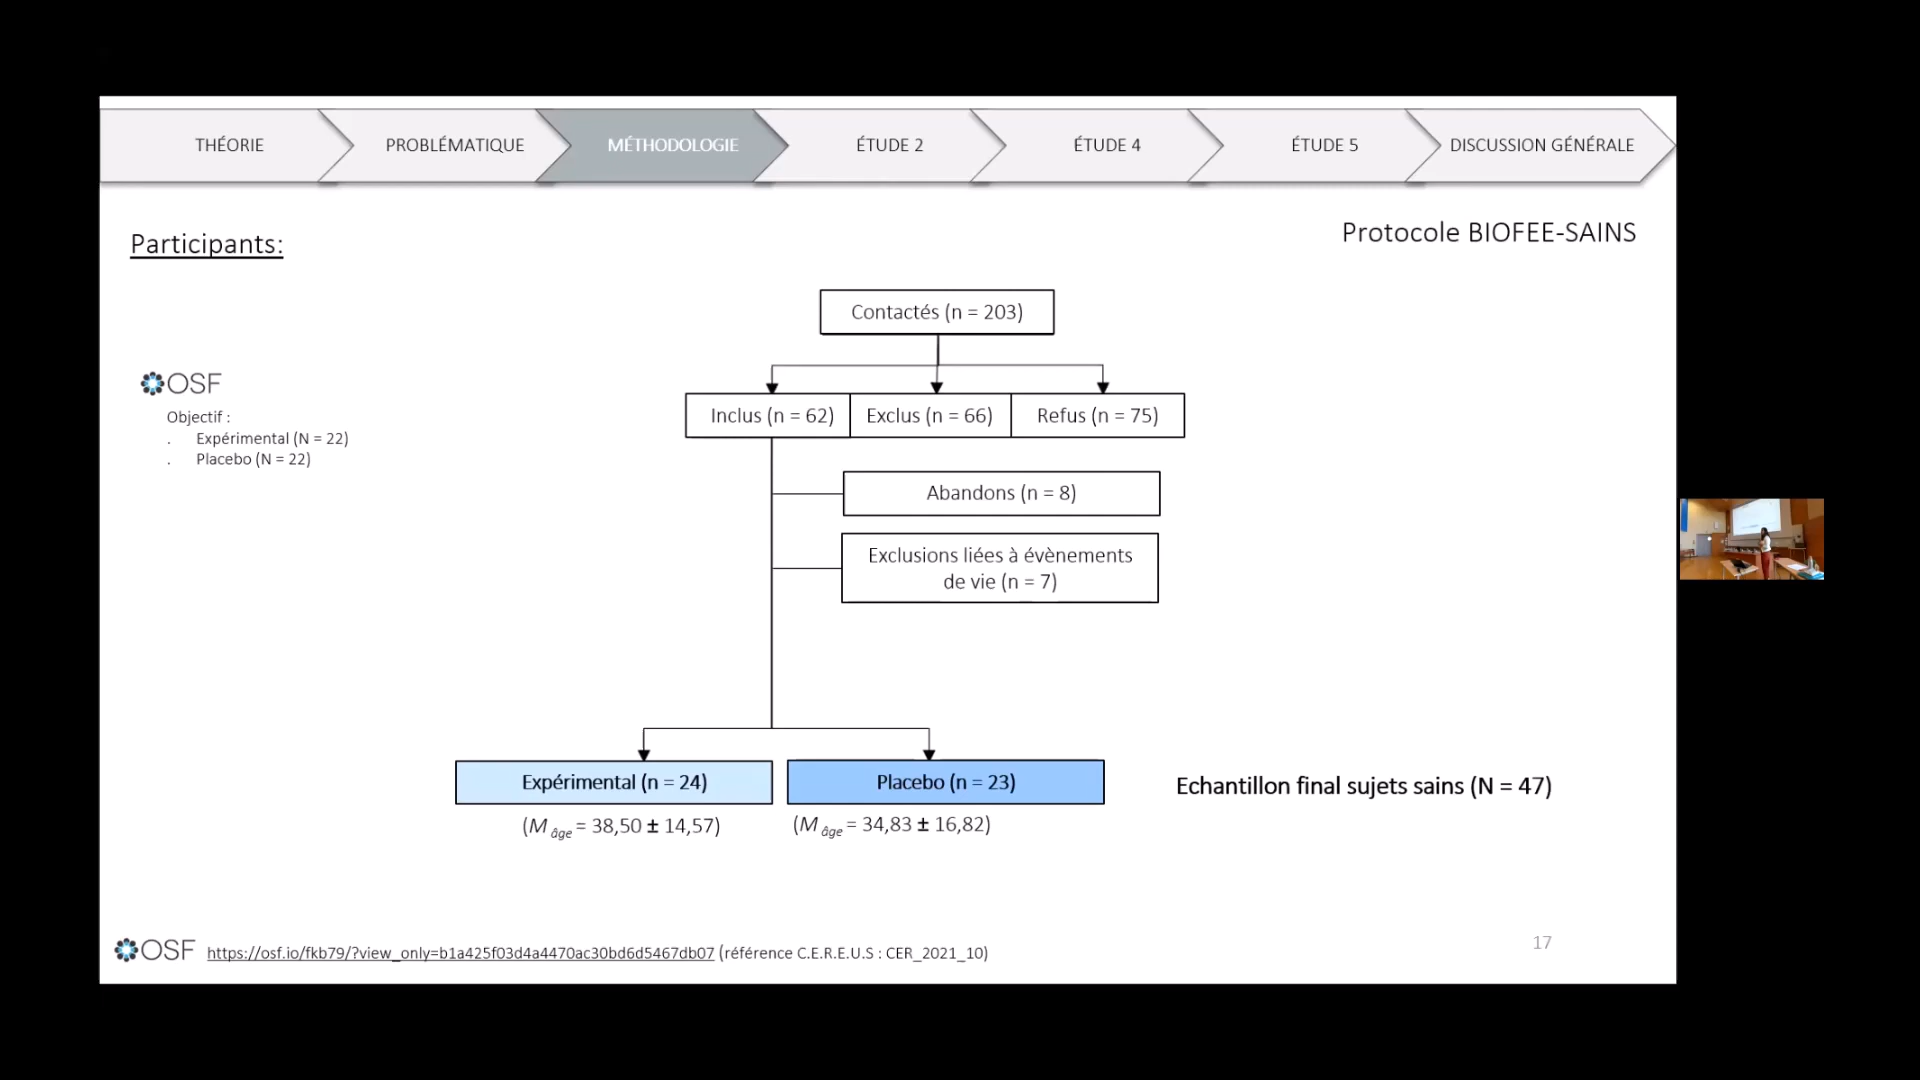 THÉORIE
PROBLÉMATIQUE
MÉTHODOLOGIE
ÉTUDE 2
ÉTUDE 4
ÉTUDE 5
DISCUSSION GÉNÉRALE
Participants:
Protocole BIOFEE-SAINS
Contactés (n = 203)
OSF
Objectif :
. Expérimental (N = 22)
. Placebo (N = 22)
Inclus (n = 62)
Exclus (n = 66)
Refus (n = 75)
Abandons (n = 8)
Exclusions liées à évènements
de vie (n = 7)
Expérimental (n = 24)
Placebo (n = 23)
Echantillon final sujets sains (N = 47)
(M âge = 38,50 ± 14,57)
(M âge = 34,83 ± 16,82)
OSF https://osf.io/fkb79/?view_only=b1a425f03d4a4470ac30bd6d5467db07 (référence C.E.R.E.U.S : CER_2021_10)
17